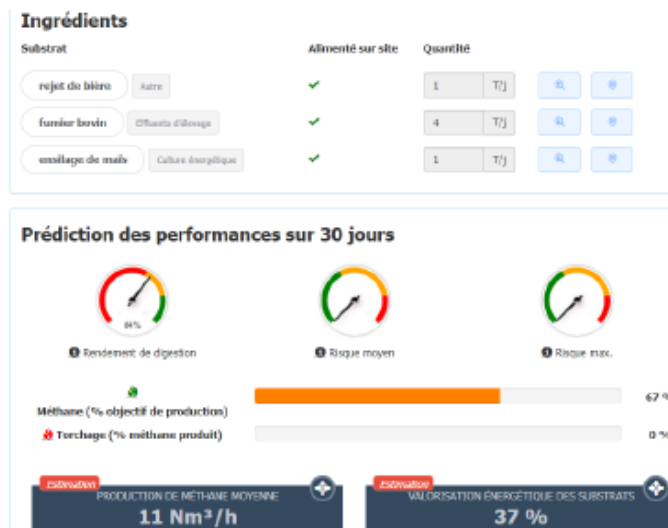 Ingrédients
Substrat Alimenté sur site Quantité
rejet de bière Autre 1 T/j
fumier bovin Effluents d'élevage 4 T/j
ensilage de maïs Culture énergétique 1 T/j
Prédiction des performances sur 30 jours
84%
Rendement de digestion Risque moyen Risque max.
67 %
Méthane (% objectif de production)
Torchage (% méthane produit) 0 %
Estimation Estimation
PRODUCTION DE MÉTHANE MOYENNE VALORISATION ÉNERGÉTIQUE DES SUBSTRATS
11 Nm³/h 37 %